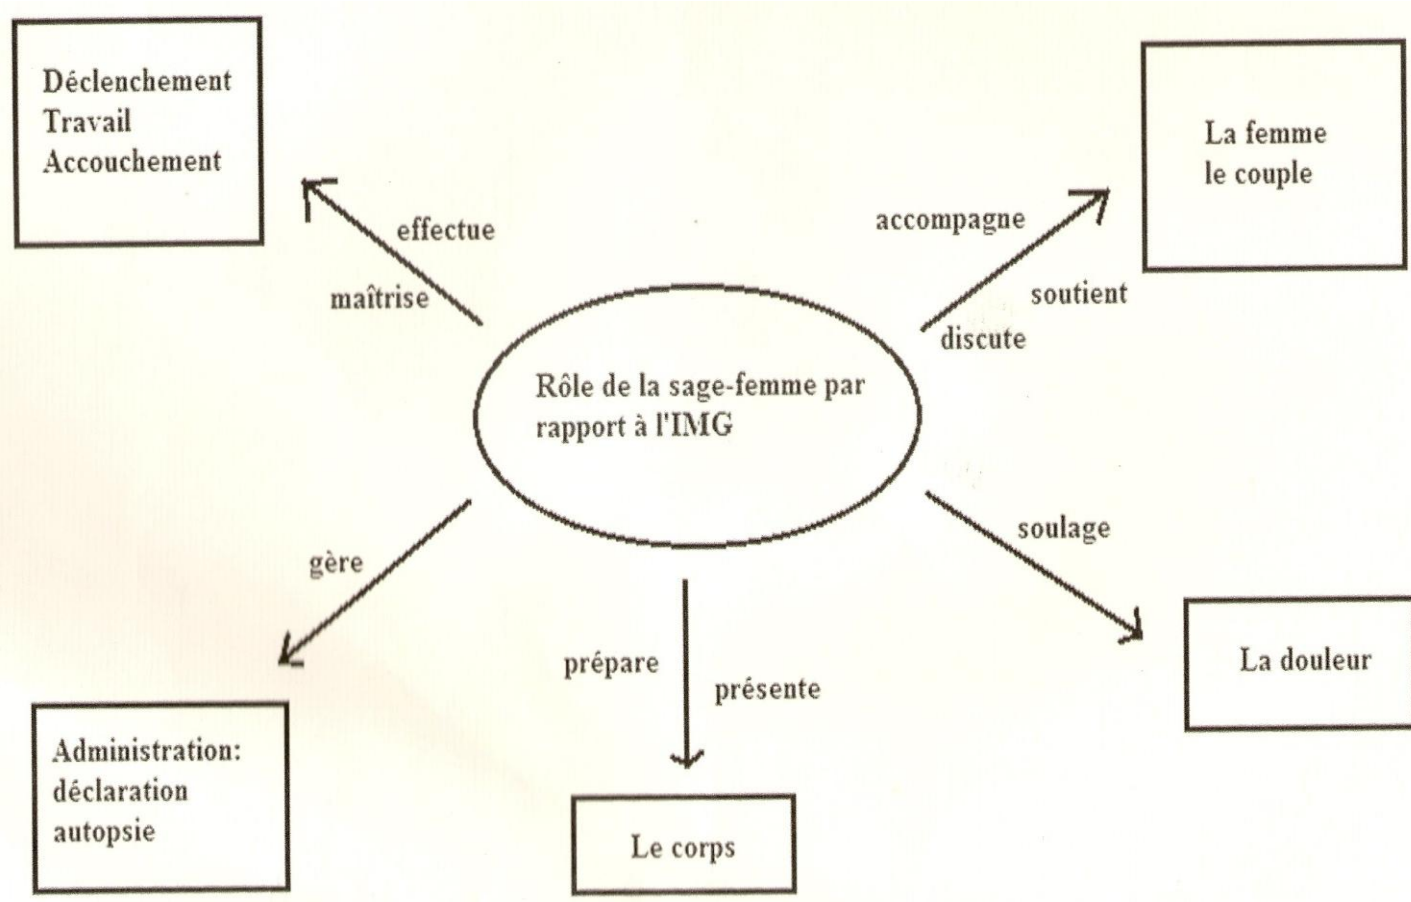 Déclenchement
Travail
Accouchement
La femme
le couple
effectue
maîtrise
accompagne
soutient
discute
Rôle de la sage-femme par
rapport à l'IMG
gère
soulage
prépare
présente
Administration:
déclaration
autopsie
Le corps
La douleur